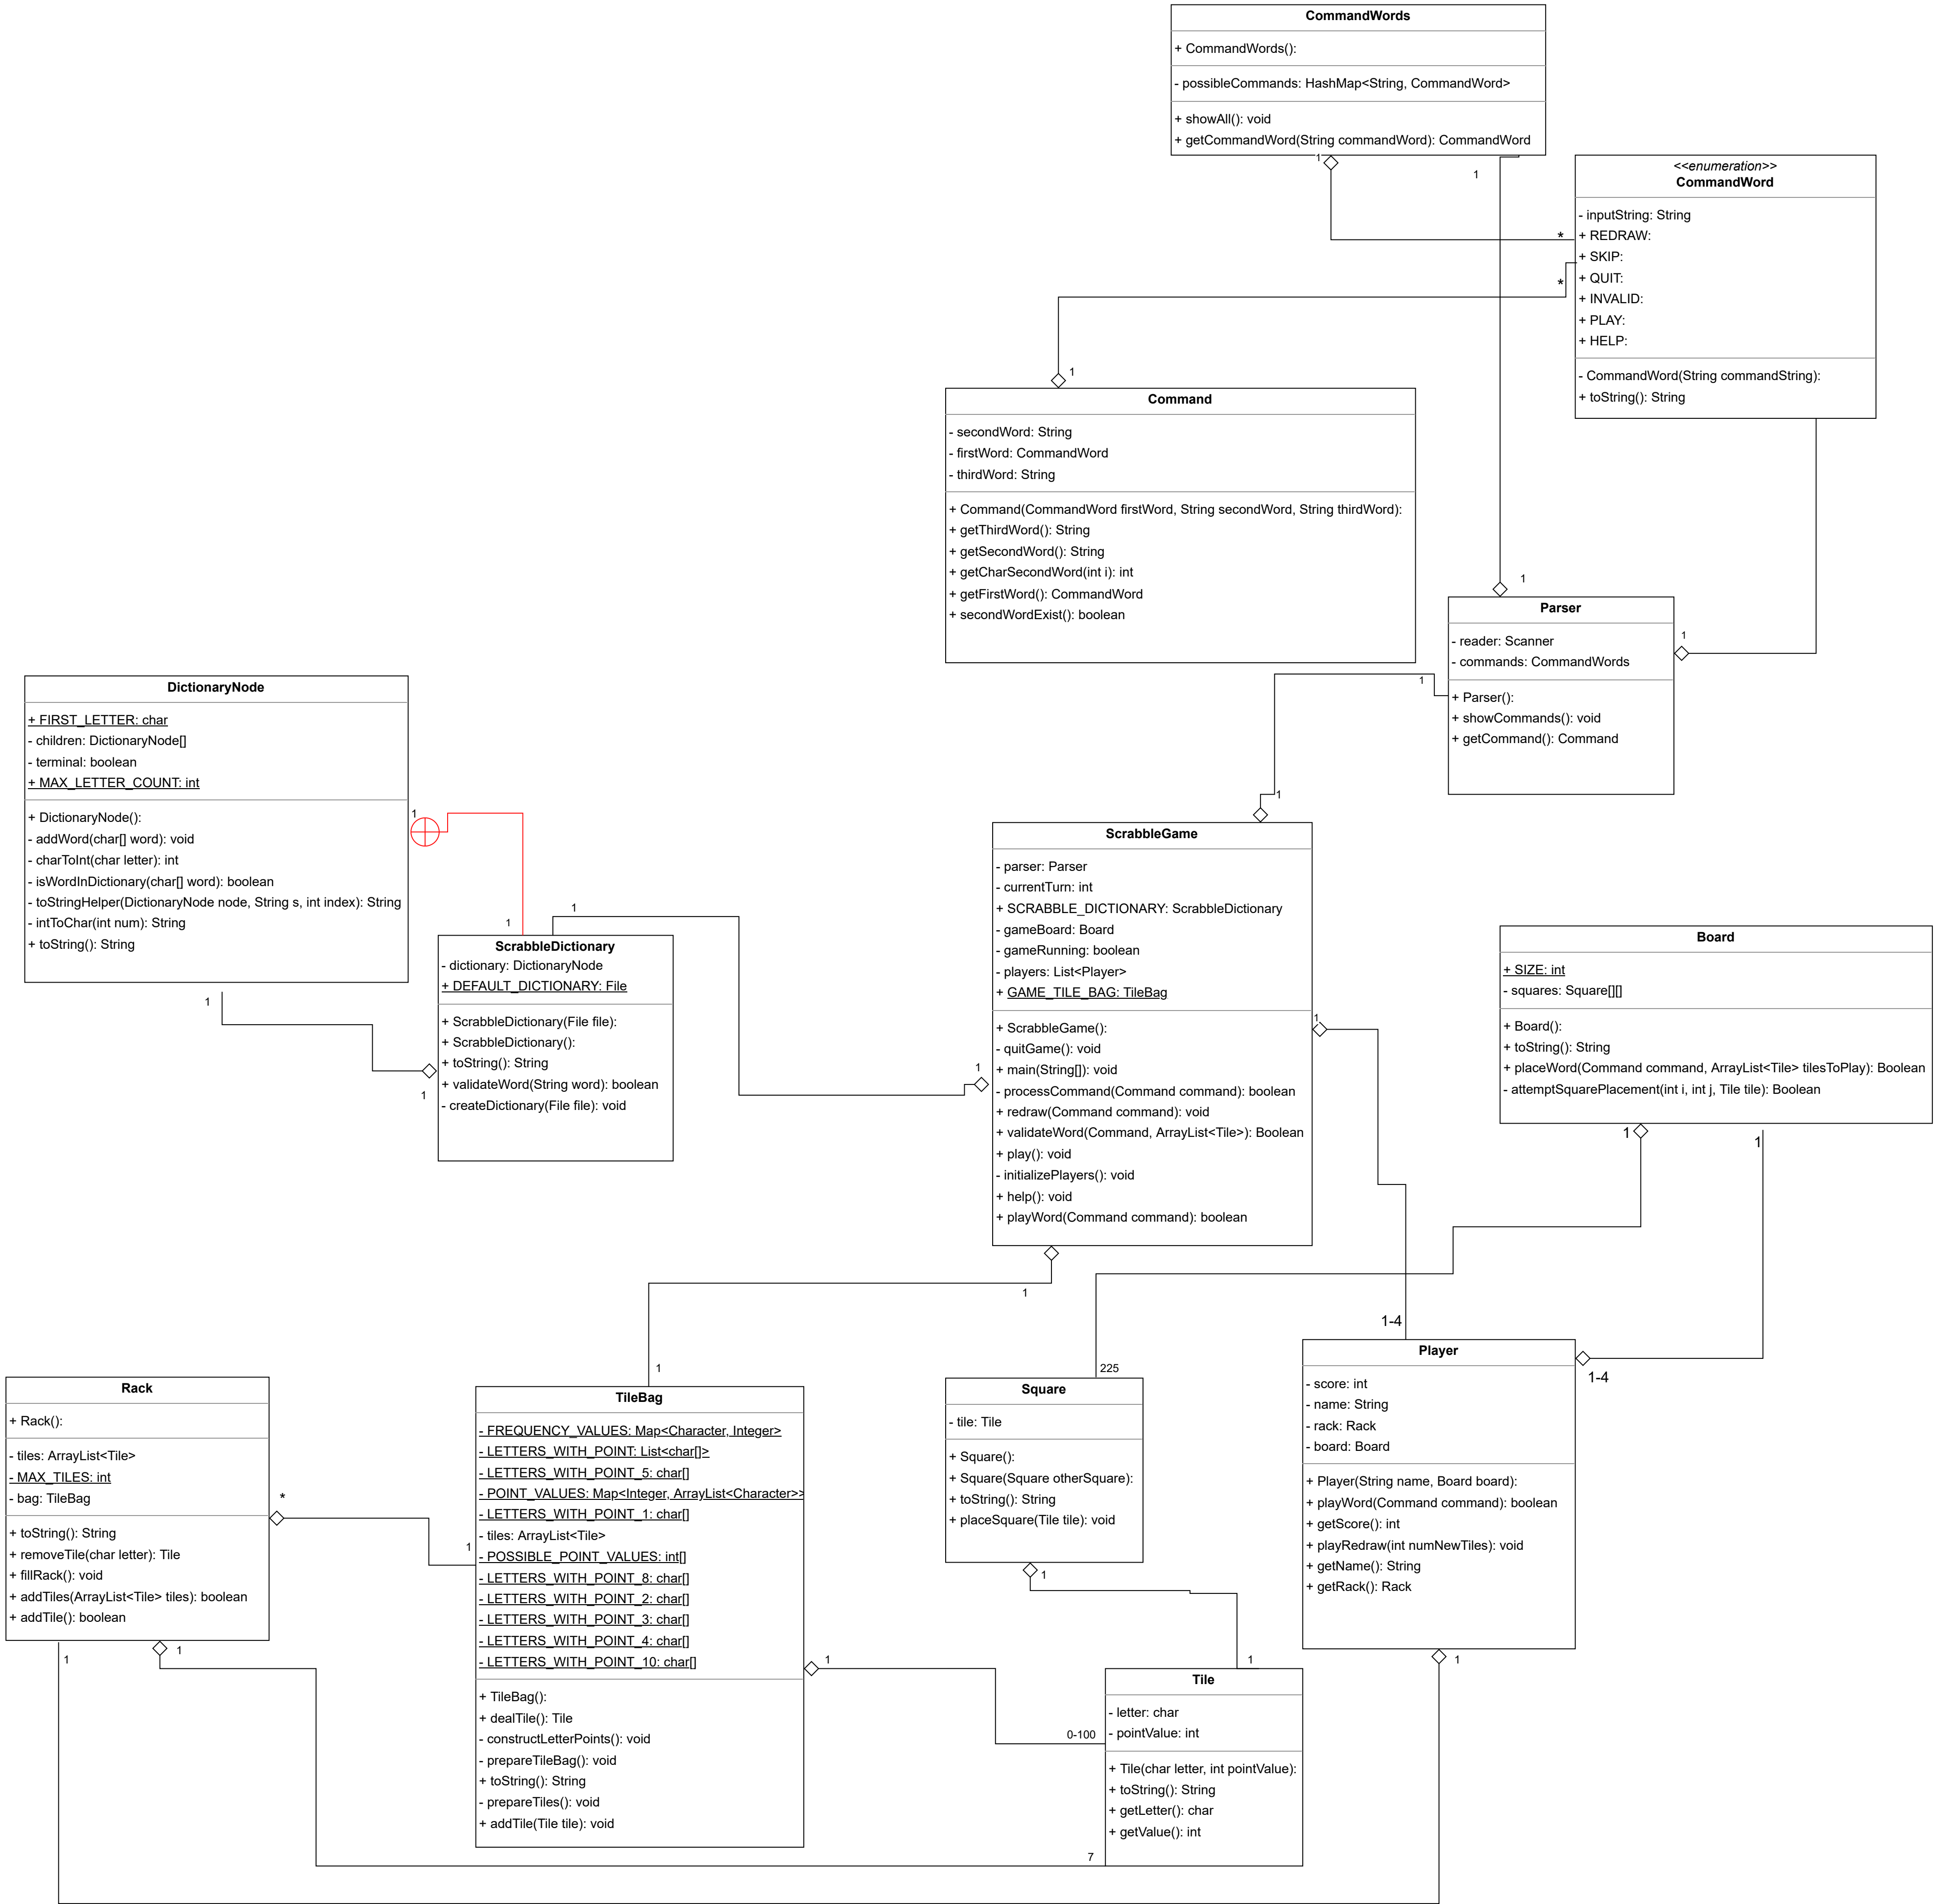 CommandWords
+ CommandWords():
- possibleCommands: HashMap<String, CommandWord>
+ showAll(): void
+ getCommandWord(String commandWord): CommandWord
1
1
<<enumeration>>
CommandWord
- inputString: String
+ REDRAW:
+ SKIP:
+ QUIT:
+ INVALID:
+ PLAY:
+ HELP:
- CommandWord(String commandString):
+ toString(): String
*
*
1
Command
- secondWord: String
- firstWord: CommandWord
- thirdWord: String
+ Command(CommandWord firstWord, String secondWord, String thirdWord):
+ getThirdWord(): String
+ getSecondWord(): String
+ getCharSecondWord(int i): int
+ getFirstWord(): CommandWord
+ secondWordExist(): boolean
1
1
Parser
- reader: Scanner
- commands: CommandWords
+ Parser():
+ showCommands(): void
+ getCommand(): Command
1
1
DictionaryNode
+ FIRST_LETTER: char
- children: DictionaryNode[]
- terminal: boolean
+ MAX_LETTER_COUNT: int
+ DictionaryNode():
- addWord(char[] word): void
- charToInt(char letter): int
- isWordInDictionary(char[] word): boolean
- toStringHelper(DictionaryNode node, String s, int index): String
- intToChar(int num): String
+ toString(): String
1
1
1
1
1
ScrabbleDictionary
- dictionary: DictionaryNode
+ DEFAULT_DICTIONARY: File
+ ScrabbleDictionary(File file):
+ ScrabbleDictionary():
+ toString(): String
+ validateWord(String word): boolean
- createDictionary(File file): void
1
ScrabbleGame
- parser: Parser
- currentTurn: int
+ SCRABBLE_DICTIONARY: ScrabbleDictionary
- gameBoard: Board
- gameRunning: boolean
- players: List<Player>
+ GAME_TILE_BAG: TileBag
+ ScrabbleGame():
- quitGame(): void
+ main(String[]): void
- processCommand(Command command): boolean
+ redraw(Command command): void
+ validateWord(Command, ArrayList<Tile>): Boolean
+ play(): void
- initializePlayers(): void
+ help(): void
+ playWord(Command command): boolean
1
1
Board
+ SIZE: int
- squares: Square[][]
+ Board():
+ toString(): String
+ placeWord(Command command, ArrayList<Tile> tilesToPlay): Boolean
- attemptSquarePlacement(int i, int j, Tile tile): Boolean
1
1
1-4
1-4
225
1
Rack
+ Rack():
- tiles: ArrayList<Tile>
- MAX_TILES: int
- bag: TileBag
+ toString(): String
+ removeTile(char letter): Tile
+ fillRack(): void
+ addTiles(ArrayList<Tile> tiles): boolean
+ addTile(): boolean
*
1
1
1
TileBag
- FREQUENCY_VALUES: Map<Character, Integer>
- LETTERS_WITH_POINT: List<char[]>
- LETTERS_WITH_POINT_5: char[]
- POINT_VALUES: Map<Integer, ArrayList<Character>>
- LETTERS_WITH_POINT_1: char[]
- tiles: ArrayList<Tile>
- POSSIBLE_POINT_VALUES: int[]
- LETTERS_WITH_POINT_8: char[]
- LETTERS_WITH_POINT_2: char[]
- LETTERS_WITH_POINT_3: char[]
- LETTERS_WITH_POINT_4: char[]
- LETTERS_WITH_POINT_10: char[]
+ TileBag():
+ dealTile(): Tile
- constructLetterPoints(): void
- prepareTileBag(): void
+ toString(): String
- prepareTiles(): void
+ addTile(Tile tile): void
1
Square
- tile: Tile
+ Square():
+ Square(Square otherSquare):
+ toString(): String
+ placeSquare(Tile tile): void
1
Player
- score: int
- name: String
- rack: Rack
- board: Board
+ Player(String name, Board board):
+ playWord(Command command): boolean
+ getScore(): int
+ playRedraw(int numNewTiles): void
+ getName(): String
+ getRack(): Rack
1
1
0-100
7
Tile
- letter: char
- pointValue: int
+ Tile(char letter, int pointValue):
+ toString(): String
+ getLetter(): char
+ getValue(): int